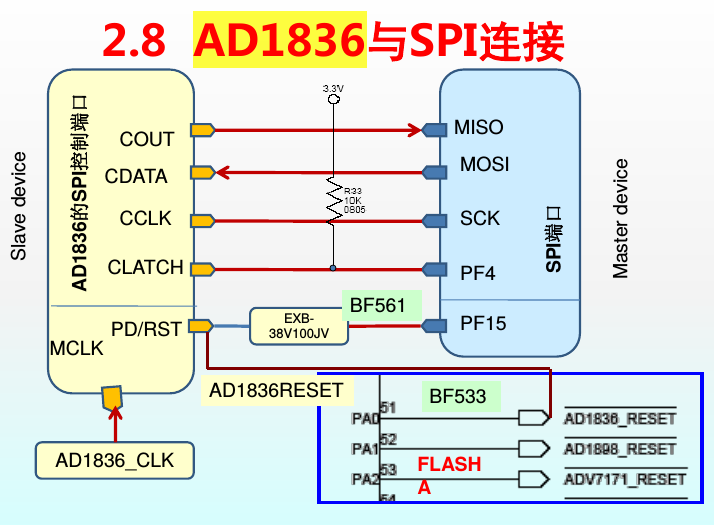 2.8 AD1836与SPI连接
Slave device
AD1836的SPI控制端口
COUT
CDATA
CCLK
CLATCH
PD/RST
MCLK
AD1836_CLK
3.3V
R33
10K
0805
EXB-
38V100JV
BF561
MISO
MOSI
SCK
PF4
PF15
SPI端口
Master device
AD1836RESET
BF533
PA0
51
AD1836_RESET
PA1
52
AD1898_RESET
PA2
53
FLASH
A
ADV7171_RESET
54